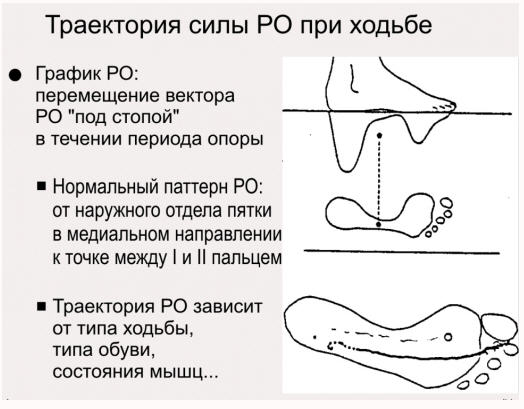 Траектория силы РО при ходьбе
● График РО:
перемещение вектора
РО "под стопой"
в течении периода опоры
■ Нормальный паттерн РО:
от наружного отдела пятки
в медиальном направлении
к точке между I и II пальцем
■ Траектория РО зависит
от типа ходьбы,
типа обуви,
состояния мышц...